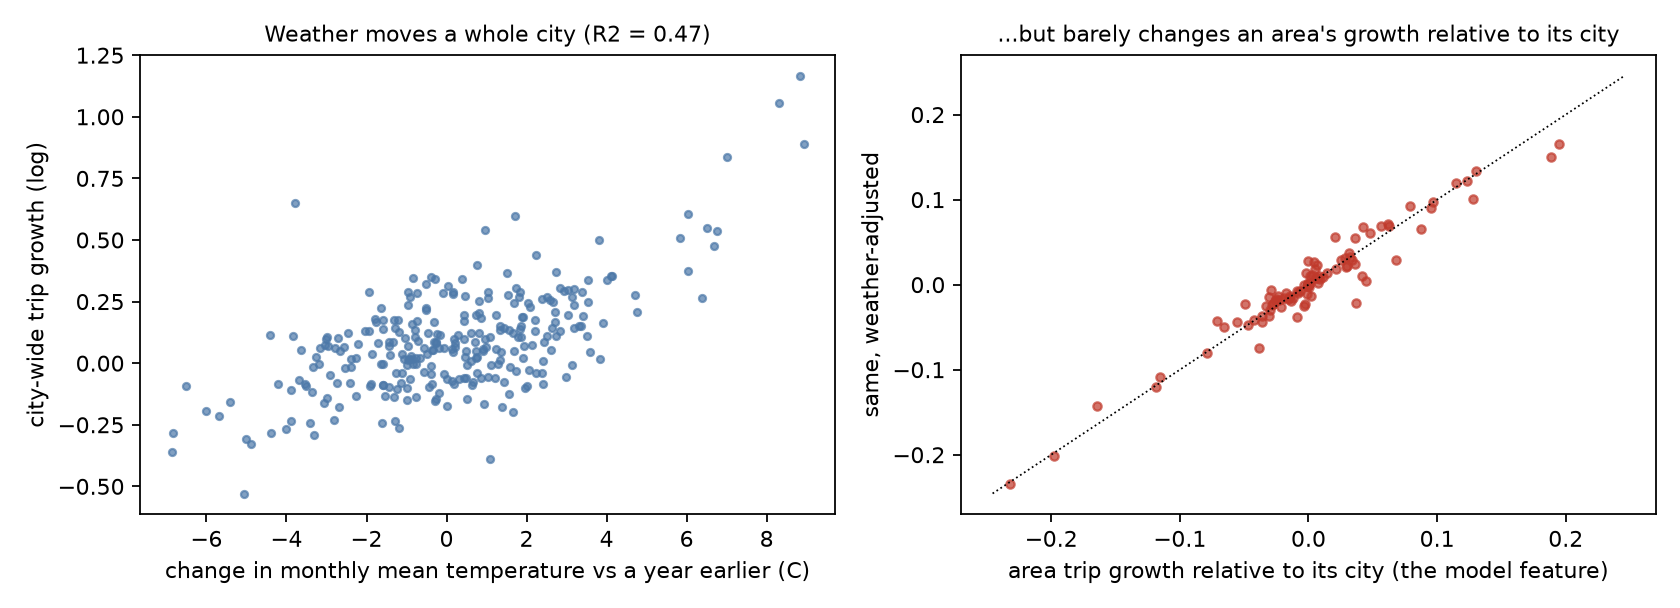 Weather moves a whole city (R2 = 0.47)
1.25
1.00
0.75
0.50
0.25
0.00
−0.25
−0.50
city-wide trip growth (log)
−6 −4 −2 0 2 4 6 8
change in monthly mean temperature vs a year earlier (C)
...but barely changes an area's growth relative to its city
0.2
0.1
0.0
−0.1
−0.2
same, weather-adjusted
−0.2 −0.1 0.0 0.1 0.2
area trip growth relative to its city (the model feature)